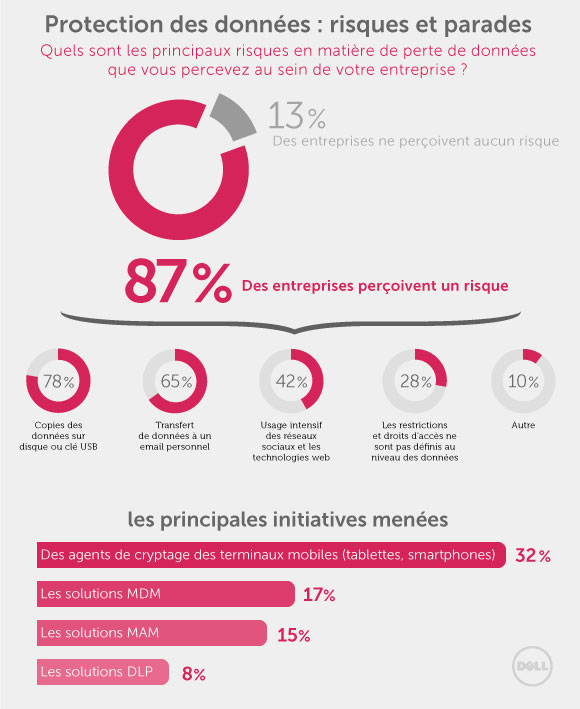 Protection des données : risques et parades
Quels sont les principaux risques en matière de perte de données
que vous percevez au sein de votre entreprise ?
13%
Des entreprises ne perçoivent aucun risque
87% Des entreprises perçoivent un risque
78%
Copies des
données sur
disque ou clé USB
65%
Transfert
de données à un
email personnel
42%
Usage intensif
des réseaux
sociaux et les
technologies web
28%
Les restrictions
et droits d'accès ne
sont pas définis au
niveau des données
10%
Autre
les principales initiatives menées
Des agents de cryptage des terminaux mobiles (tablettes, smartphones) 32%
Les solutions MDM 17%
Les solutions MAM 15%
Les solutions DLP 8%
DELL